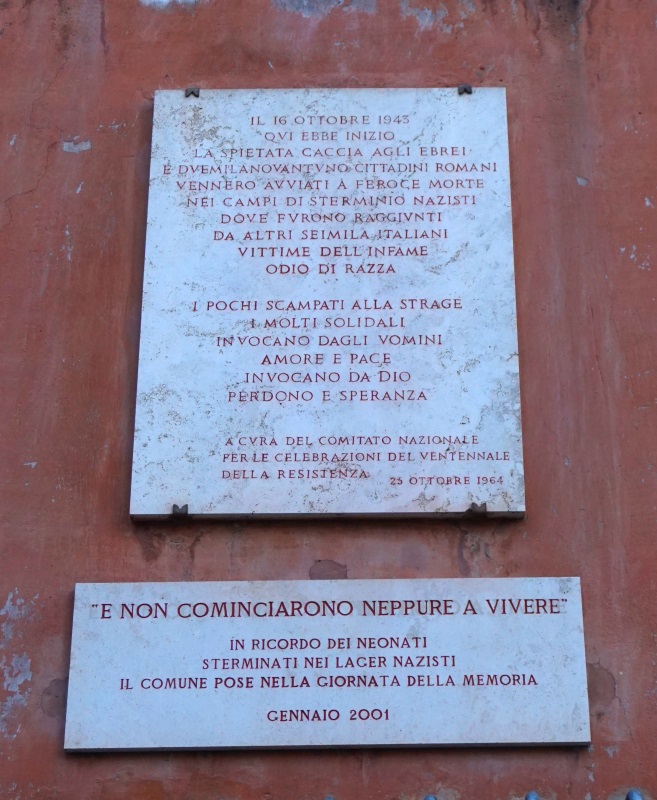 IL 16 OTTOBRE 1943
QVI EBBE INIZIO
LA SPIETATA CACCIA AGLI EBREI
E DVEMILANOVANTVNO CITTADINI ROMANI
VENNERO AVVIATI A FEROCE MORTE
NEI CAMPI DI STERMINIO NAZISTI
DOVE FVRONO RAGGIVNTI
DA ALTRI SEIMILA ITALIANI
VITTIME DELL'INFAME
ODIO DI RAZZA
I POCHI SCAMPATI ALLA STRAGE
I MOLTI SOLIDALI
INVOCANO DAGLI VOMINI
AMORE E PACE
INVOCANO DA DIO
PERDONO E SPERANZA
A CVRA DEL COMITATO NAZIONALE
PER LE CELEBRAZIONI DEL VENTENNALE
DELLA RESISTENZA 25 OTTOBRE 1964
"E NON COMINCIARONO NEPPURE A VIVERE"
IN RICORDO DEI NEONATI
STERMINATI NEI LAGER NAZISTI
IL COMUNE POSE NELLA GIORNATA DELLA MEMORIA
GENNAIO 2001